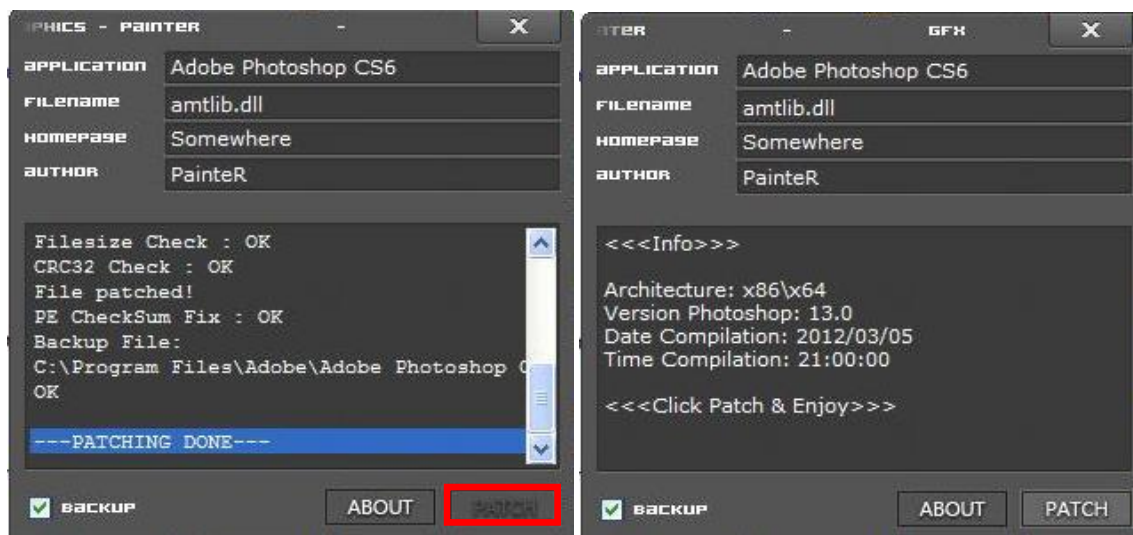 PHICS - PainTER -
X
APPLICATION Adobe Photoshop CS6
FILENAME amtlib.dll
HOMEPAGE Somewhere
AUTHOR PainteR
Filesize Check : OK
CRC32 Check : OK
File patched!
PE CheckSum Fix : OK
Backup File:
C:\Program Files\Adobe\Adobe Photoshop
OK
---PATCHING DONE---
BACKUP
ABOUT
PATCH
TER - GFX
X
APPLICATION Adobe Photoshop CS6
FILENAME amtlib.dll
HOMEPAGE Somewhere
AUTHOR PainteR
<<<Info>>>
Architecture: x86\x64
Version Photoshop: 13.0
Date Compilation: 2012/03/05
Time Compilation: 21:00:00
<<<Click Patch & Enjoy>>>
BACKUP
ABOUT
PATCH